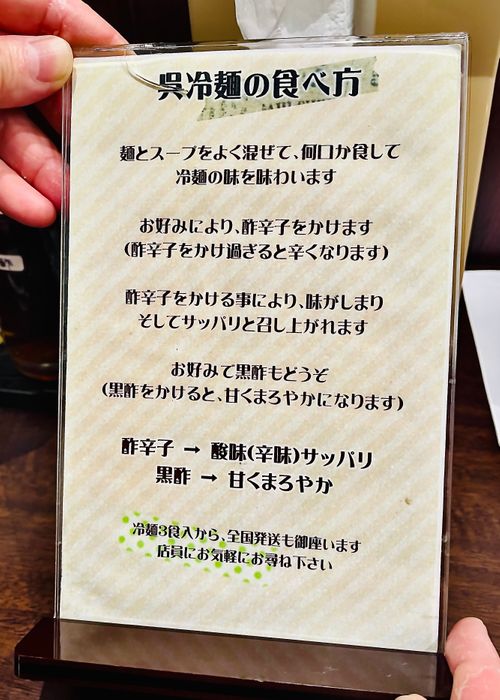 呉冷麺の食べ方
麺とスープをよく混ぜて、何口か食して
冷麺の味を味わいます
お好みにより、酢辛子をかけます
(酢辛子をかけ過ぎると辛くなります)
酢辛子をかける事により、味がしまり
そしてサッパリと召し上がれます
お好みで黒酢もどうぞ
(黒酢をかけると、甘くまろやかになります)
酢辛子 → 酸味(辛味)サッパリ
黒酢 → 甘くまろやか
冷麺3食入から、全国発送も御座います
店員にお気軽にお尋ね下さい